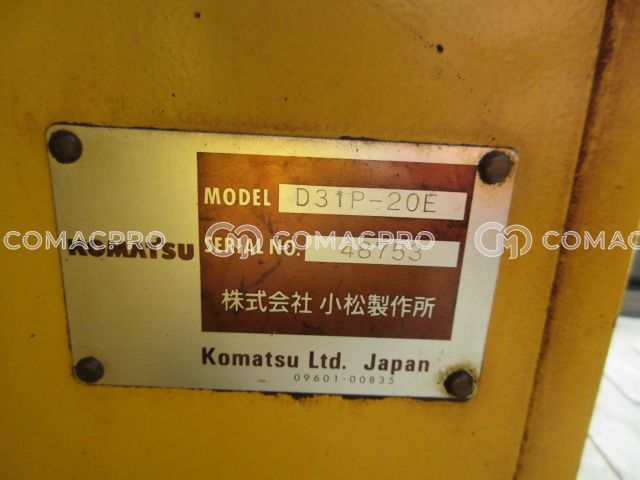 MODEL D31P-20E
KOMATSU
SERIAL NO. 48753
COMACPRO
COMACPRO
COMACPRO
株式会社 小松製作所
Komatsu Ltd. Japan
09601-00835